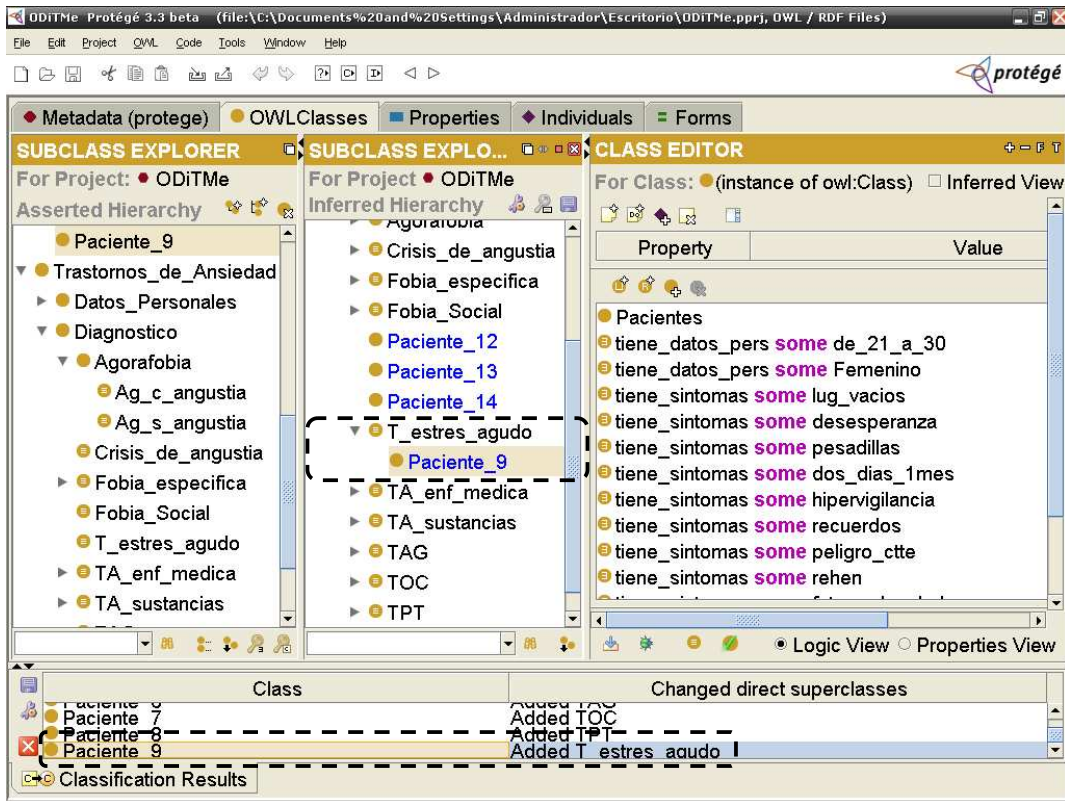 ODiTMe Protégé 3.3 beta (file:\C:\Documents%20and%20Settings\Administrador\Escritorio\ODiTMe.pprj, OWL / RDF Files)
File Edit Project OWL Code Tools Window Help
protégé
Metadata (protege) OWLClasses Properties Individuals Forms
SUBCLASS EXPLORER
For Project: ODiTMe
Asserted Hierarchy
Paciente_9
Trastornos_de_Ansiedad
Datos_Personales
Diagnostico
Agorafobia
Ag_c_angustia
Ag_s_angustia
Crisis_de_angustia
Fobia_especifica
Fobia_Social
T_estres_agudo
TA_enf_medica
TA_sustancias
SUBCLASS EXPLO...
For Project ODiTMe
Inferred Hierarchy
Agorafobia
Crisis_de_angustia
Fobia_especifica
Fobia_Social
Paciente_12
Paciente_13
Paciente_14
T_estres_agudo
Paciente_9
TA_enf_medica
TA_sustancias
TAG
TOC
TPT
CLASS EDITOR
For Class: (instance of owl:Class) Inferred View
Property Value
Pacientes
tiene_datos_pers some de_21_a_30
tiene_datos_pers some Femenino
tiene_sintomas some lug_vacios
tiene_sintomas some desesperanza
tiene_sintomas some pesadillas
tiene_sintomas some dos_dias_1mes
tiene_sintomas some hipervigilancia
tiene_sintomas some recuerdos
tiene_sintomas some peligro_ctte
tiene_sintomas some rehen
Logic View Properties View
Class Changed direct superclasses
Paciente_6 Added TAG
Paciente_7 Added TOC
Paciente_8 Added TPT
Paciente_9 Added T_estres_agudo
Classification Results